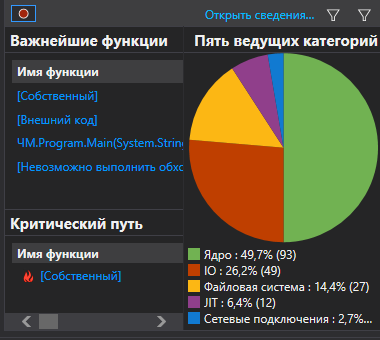 Открыть сведения...
Важнейшие функции
Имя функции
[Собственный]
[Внешний код]
ЧМ.Program.Main(System.String
[Невозможно выполнить обхо
Критический путь
Имя функции
[Собственный]
Пять ведущих категорий
Ядро : 49,7% (93)
IO : 26,2% (49)
Файловая система : 14,4% (27)
JIT : 6,4% (12)
Сетевые подключения : 2,7%...